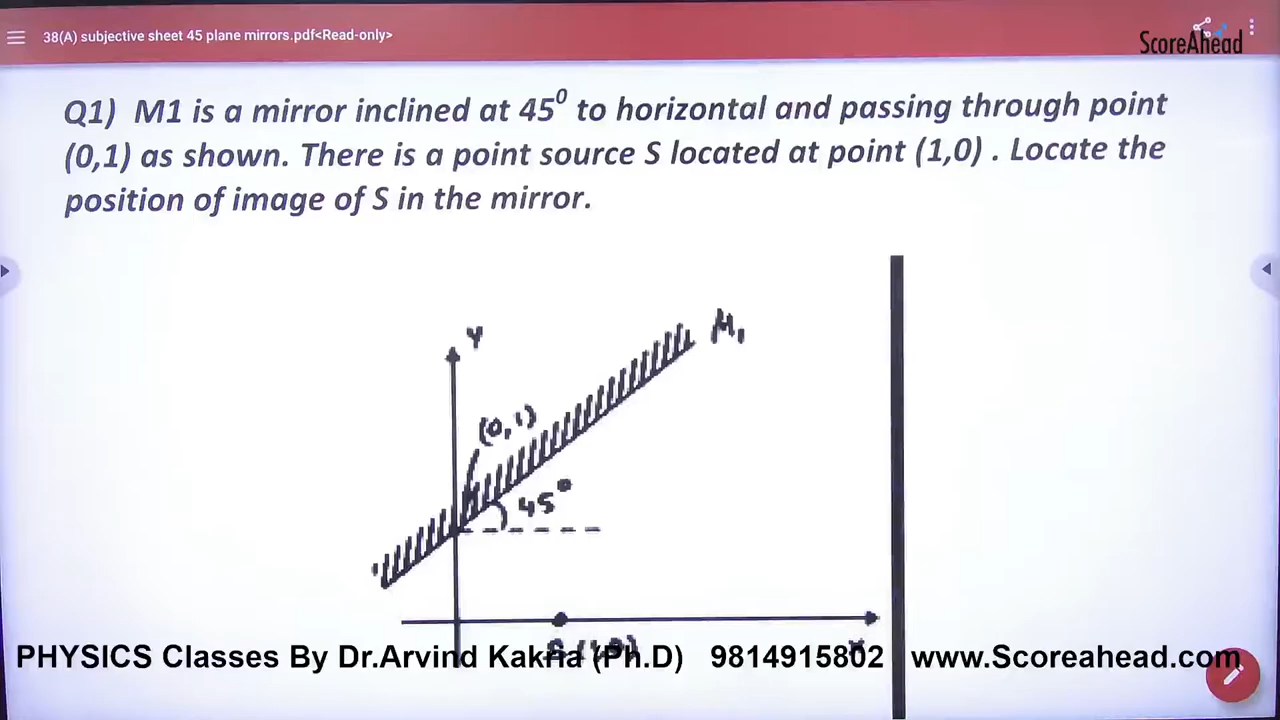 38(A) subjective sheet 45 plane mirrors.pdf<Read-only>
ScoreAhead
Q1) M1 is a mirror inclined at 45⁰ to horizontal and passing through point
(0,1) as shown. There is a point source S located at point (1,0) . Locate the
position of image of S in the mirror.
Y
M₁
(0,1)
45°
PHYSICS Classes By Dr.Arvind Kakria (Ph.D) 9814915802 www.Scoreahead.com